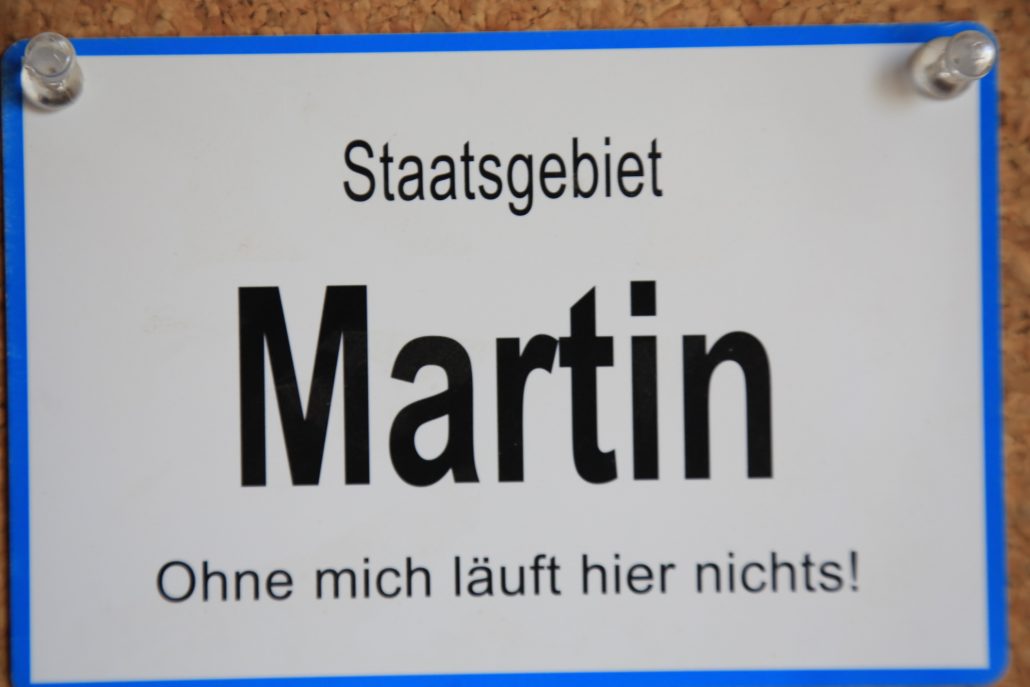 Staatsgebiet
Martin
Ohne mich läuft hier nichts!